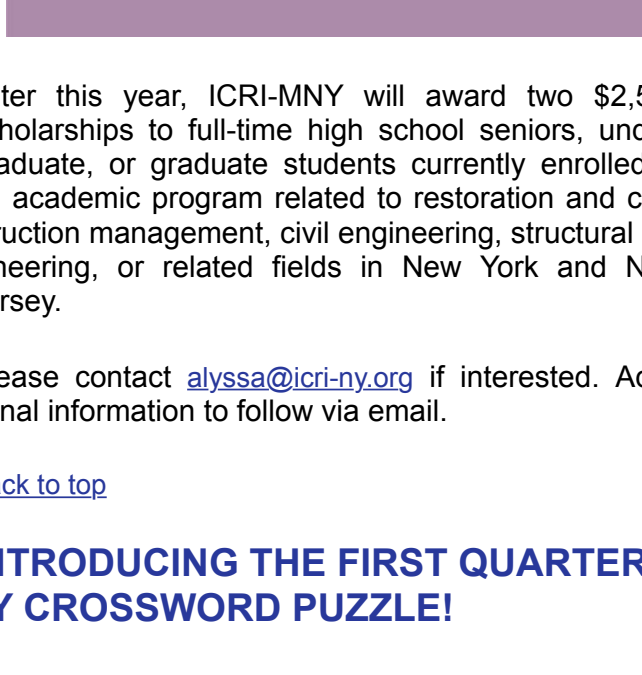 ter this year, ICRI-MNY will award two $2,5
holarships to full-time high school seniors, und
aduate, or graduate students currently enrolled
academic program related to restoration and c
ruction management, civil engineering, structural
neering, or related fields in New York and N
rsey.
ease contact alyssa@icri-ny.org if interested. Ad
nal information to follow via email.
ack to top
NTRODUCING THE FIRST QUARTER
Y CROSSWORD PUZZLE!